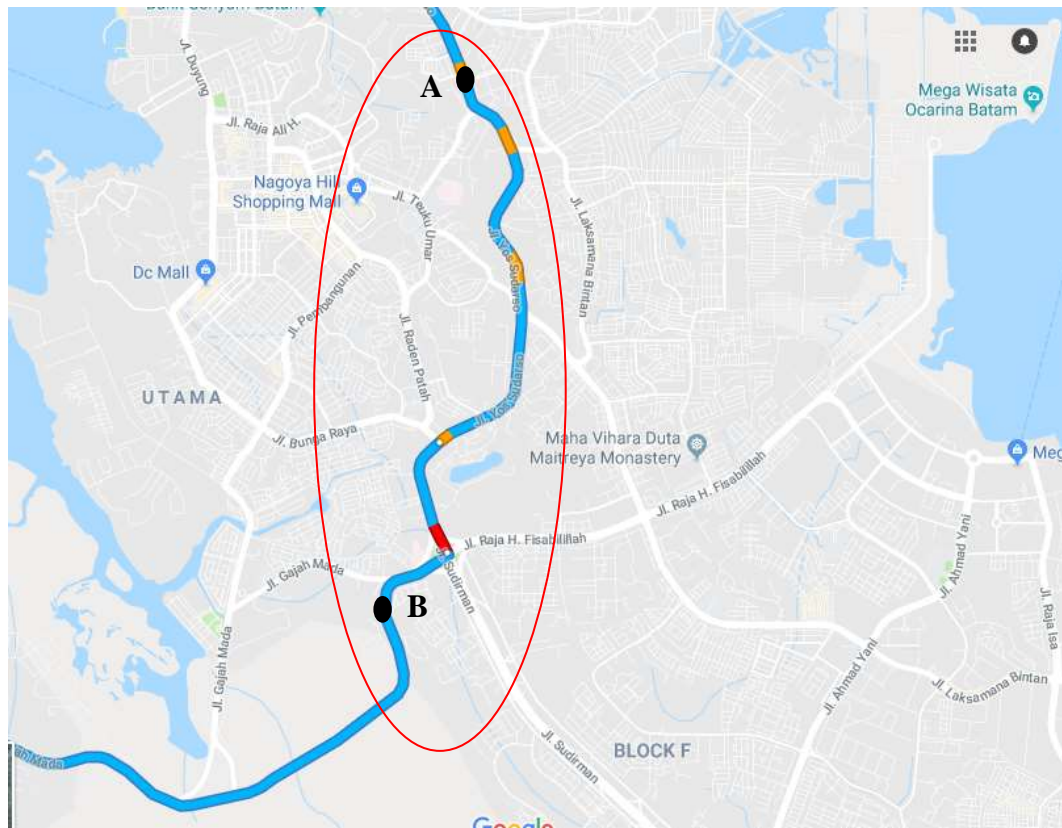 Jl. Duyung
A
Mega Wisata
Ocarina Batam
Jl. Raja Ali H.
Nagoya Hill
Shopping Mall
Jl. Teuku Umar
Jl. Laksamana Bintan
Jl. Yos Sudarso
Dc Mall
Jl. Pembangunan
Jl. Raden Patah
Jl. Yos Sudarso
UTAMA
Jl. Bunga Raya
Maha Vihara Duta
Maitreya Monastery
Meg
Jl. Raja H. Fisabilillah
Jl. Raja H. Fisabilillah
Jl. Ahmad Yani
Jl. Gajah Mada
Jl. Sudirman
B
Jl. Raja Isa
Jl. Gajah Mada
Jl. Ahmad Yani
Jl. Laksamana Bintan
ah Mada
Jl. Sudirman
BLOCK F
Google